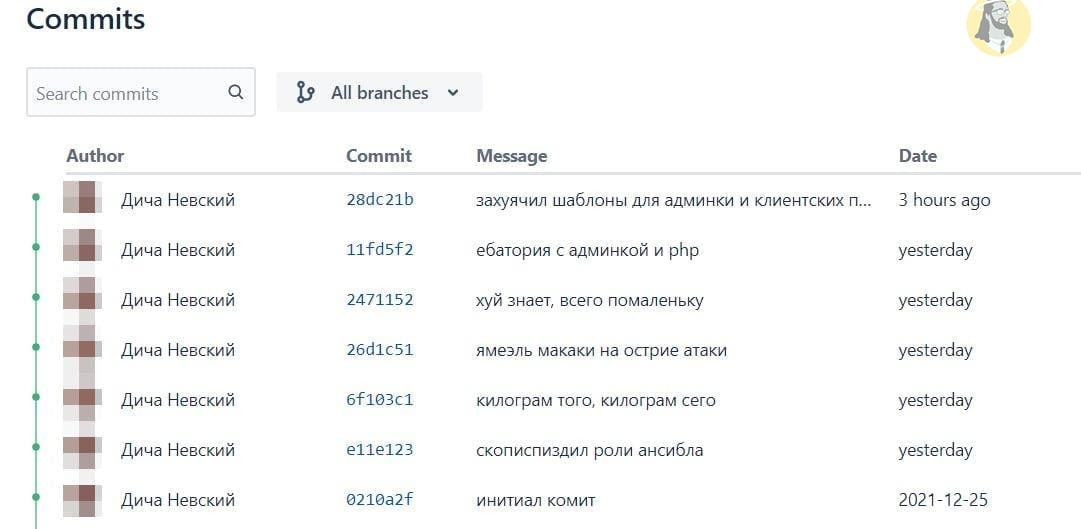 Commits
Search commits All branches
Author Commit Message Date
Дича Невский 28dc21b захуячил шаблоны для админки и клиентских п... 3 hours ago
Дича Невский 11fd5f2 ебатория с админкой и php yesterday
Дича Невский 2471152 хуй знает, всего помаленьку yesterday
Дича Невский 26d1c51 ямеэль макаки на острие атаки yesterday
Дича Невский 6f103c1 килограм того, килограм сего yesterday
Дича Невский e11e123 скописпиздил роли ансибла yesterday
Дича Невский 0210a2f инитиал комит 2021-12-25